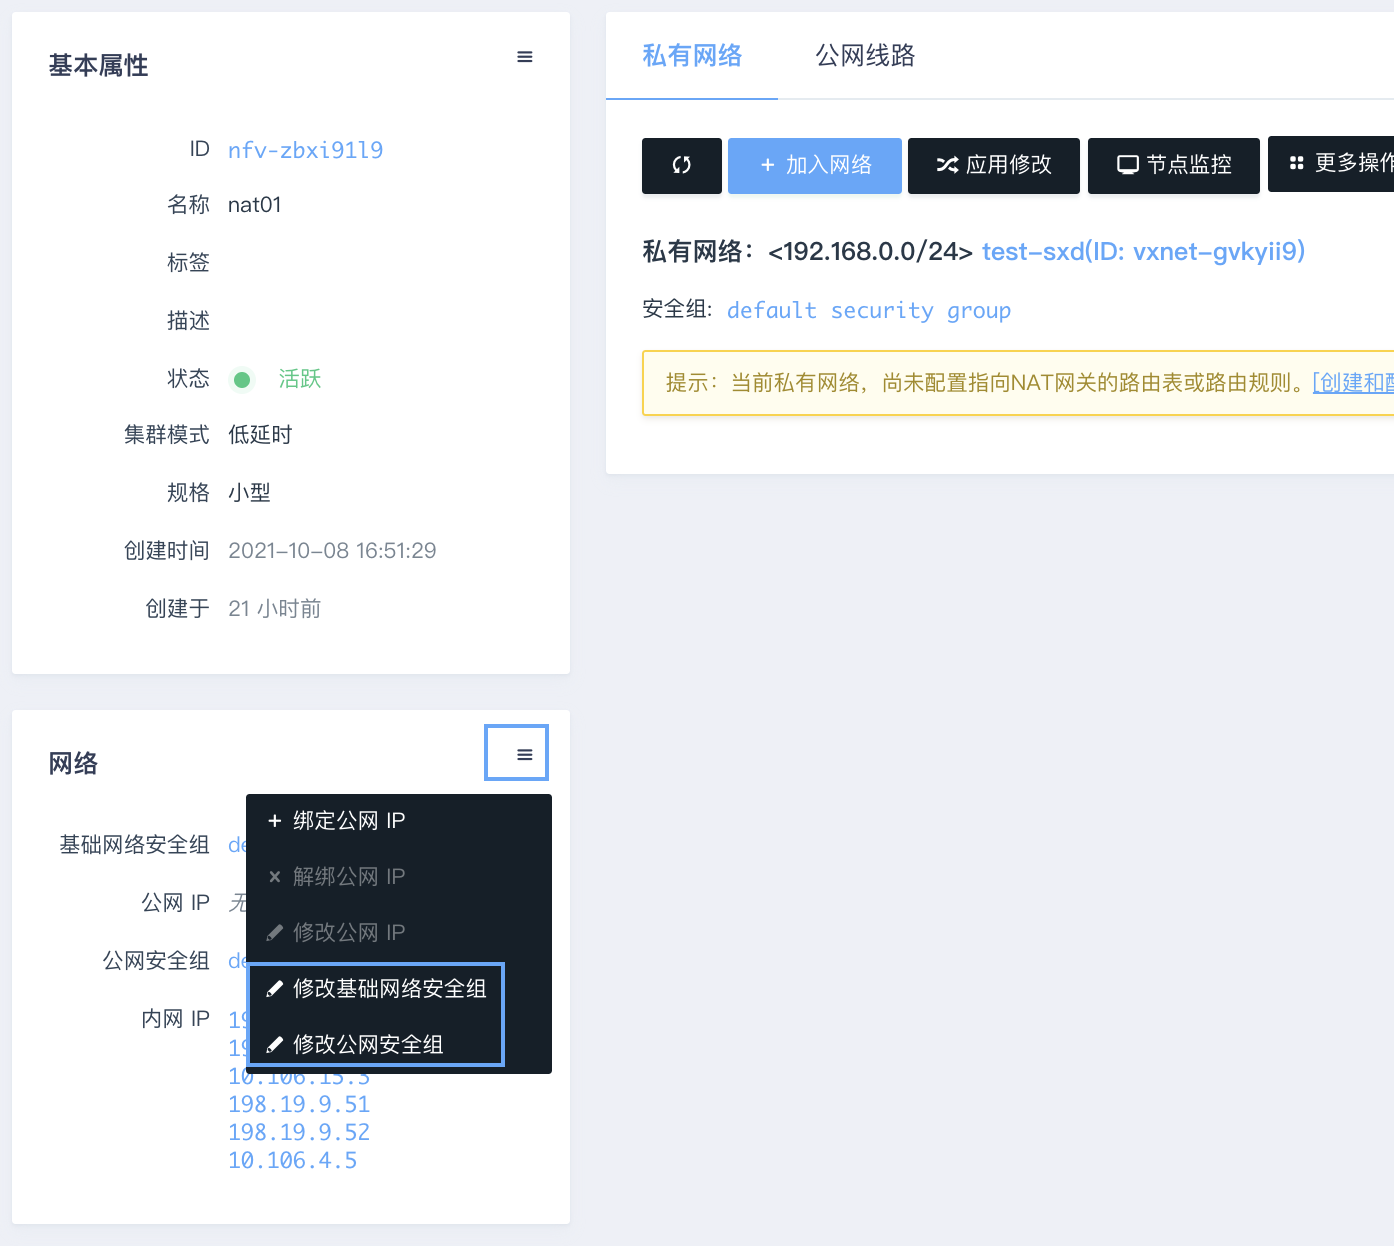 基本属性
ID nfv-zbxi91l9
名称 nat01
标签
描述
状态 活跃
集群模式 低延时
规格 小型
创建时间 2021-10-08 16:51:29
创建于 21 小时前
网络
基础网络安全组 de
公网 IP 无
公网安全组 de
内网 IP 19
19
10.106.15.3
198.19.9.51
198.19.9.52
10.106.4.5
绑定公网 IP
解绑公网 IP
修改公网 IP
修改基础网络安全组
修改公网安全组
私有网络 公网线路
加入网络 应用修改 节点监控 更多操作
私有网络：<192.168.0.0/24> test-sxd(ID: vxnet-gvkyii9)
安全组: default security group
提示：当前私有网络，尚未配置指向NAT网关的路由表或路由规则。[创建和配